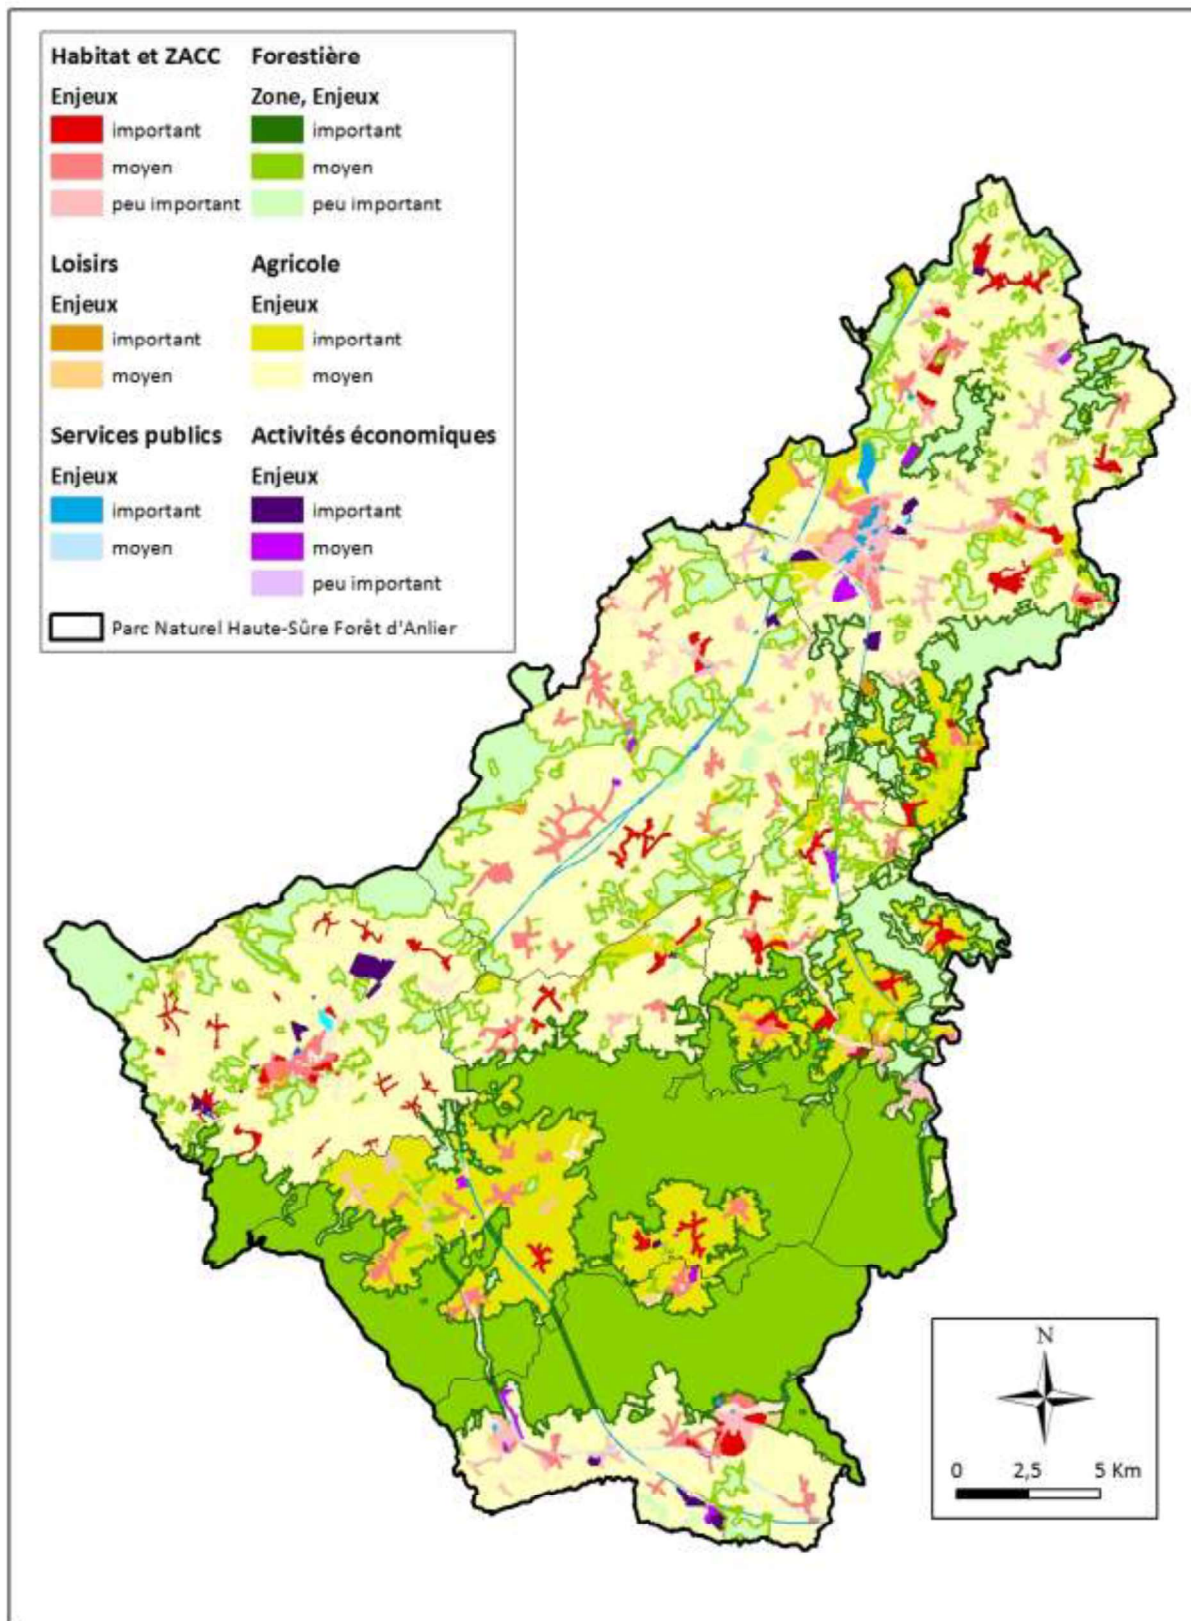 Habitat et ZACC
Enjeux
important
moyen
peu important
Forestière
Zone, Enjeux
important
moyen
peu important
Loisirs
Enjeux
important
moyen
Agricole
Enjeux
important
moyen
Services publics
Enjeux
important
moyen
Activités économiques
Enjeux
important
moyen
peu important
Parc Naturel Haute-Sûre Forêt d'Anlier
N
0 2,5 5 Km